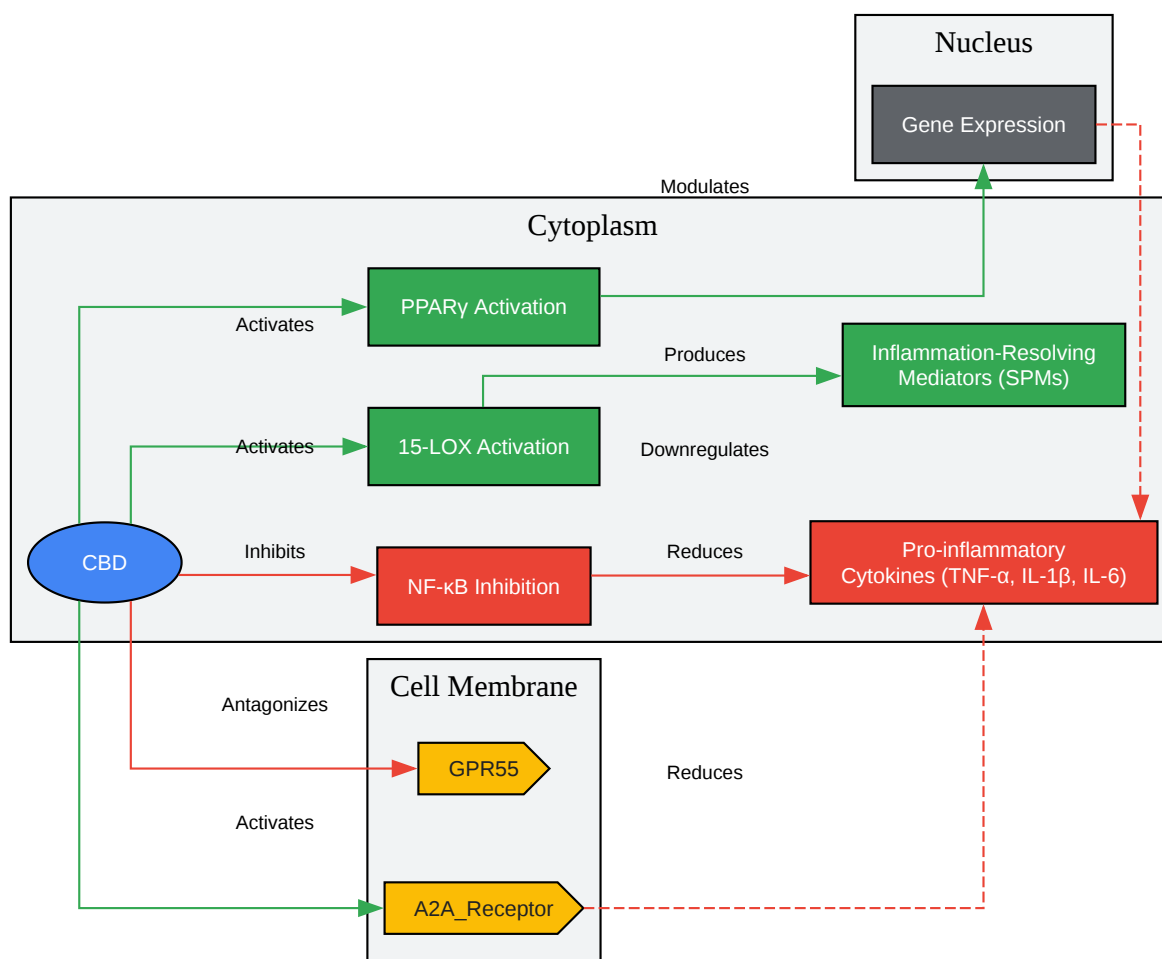 Nucleus
Gene Expression
Modulates
Cytoplasm
PPARγ Activation
Activates
Produces
Inflammation-Resolving
Mediators (SPMs)
Activates
15-LOX Activation
Downregulates
CBD
Inhibits
NF-κB Inhibition
Reduces
Pro-inflammatory
Cytokines (TNF-α, IL-1β, IL-6)
Cell Membrane
Antagonizes
GPR55
Reduces
Activates
A2A_Receptor